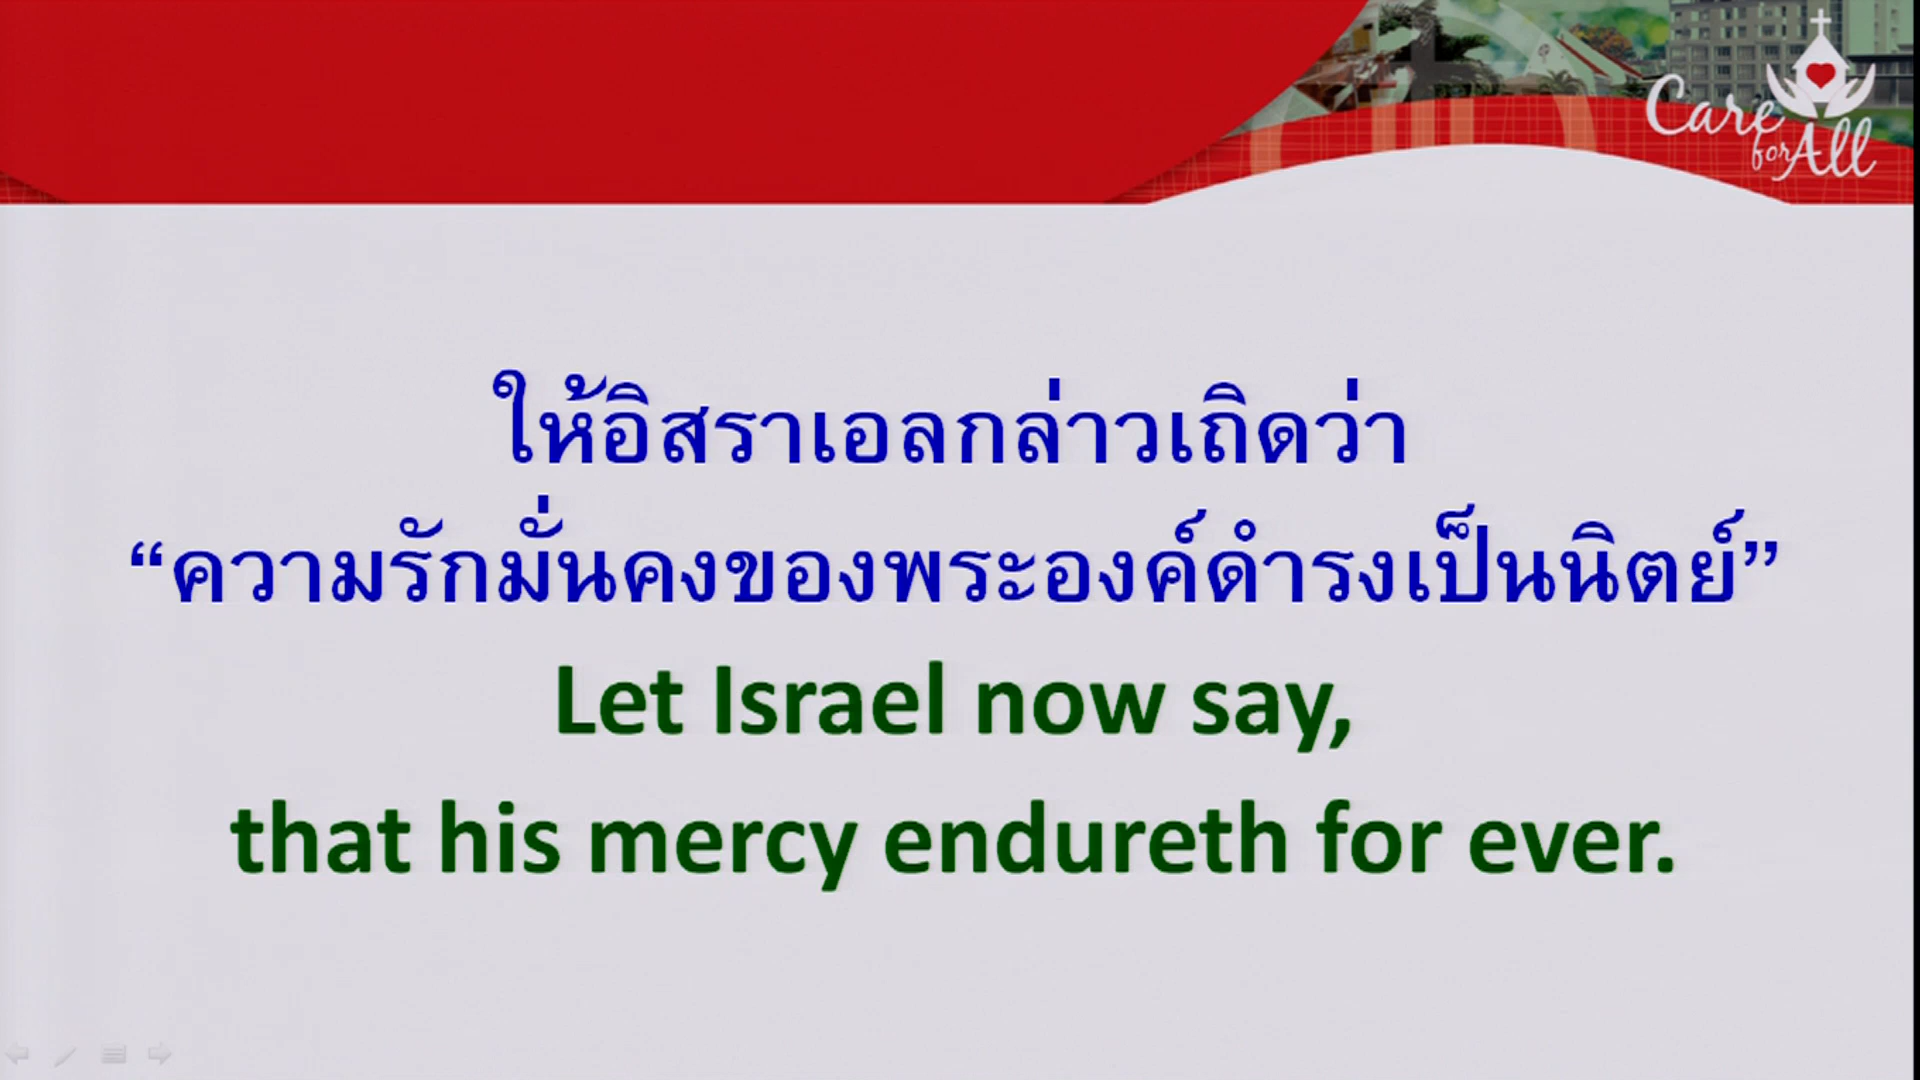 Care
for All
ให้อิสราเอลกล่าวเถิดว่า
“ความรักมั่นคงของพระองค์ดำรงเป็นนิตย์”
Let Israel now say,
that his mercy endureth for ever.